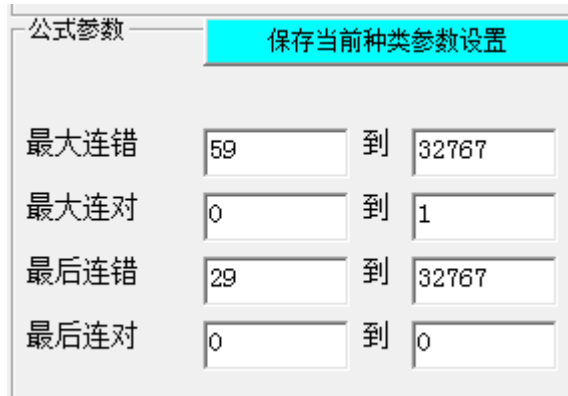 公式参数 保存当前种类参数设置
最大连错 59 到 32767
最大连对 0 到 1
最后连错 29 到 32767
最后连对 0 到 0